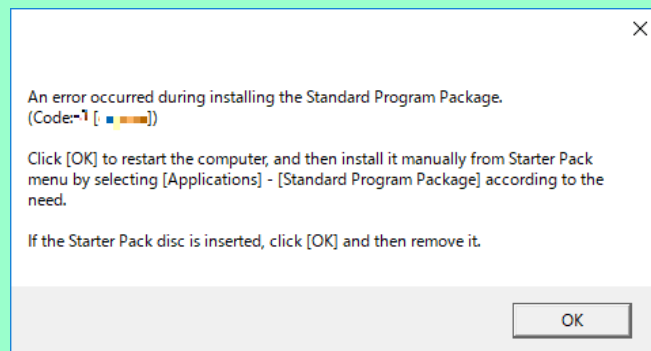 An error occurred during installing the Standard Program Package.
(Code:-1 [
])
Click [OK] to restart the computer, and then install it manually from Starter Pack
menu by selecting [Applications] - [Standard Program Package] according to the
need.
If the Starter Pack disc is inserted, click [OK] and then remove it.
OK